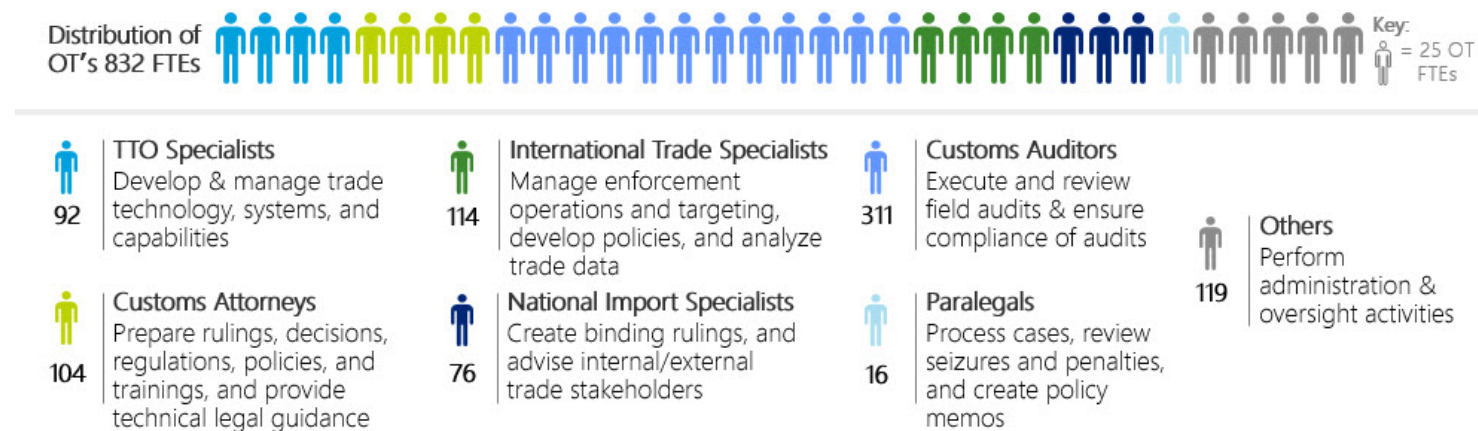 Distribution of
OT's 832 FTEs
Key:
= 25 OT
FTEs
TTO Specialists
Develop & manage trade
technology, systems, and
capabilities
92
International Trade Specialists
Manage enforcement
operations and targeting,
develop policies, and analyze
trade data
114
Customs Auditors
Execute and review
field audits & ensure
compliance of audits
311
Others
Perform
administration &
oversight activities
119
Customs Attorneys
Prepare rulings, decisions,
regulations, policies, and
trainings, and provide
technical legal guidance
104
National Import Specialists
Create binding rulings, and
advise internal/external
trade stakeholders
76
Paralegals
Process cases, review
seizures and penalties,
and create policy
memos
16